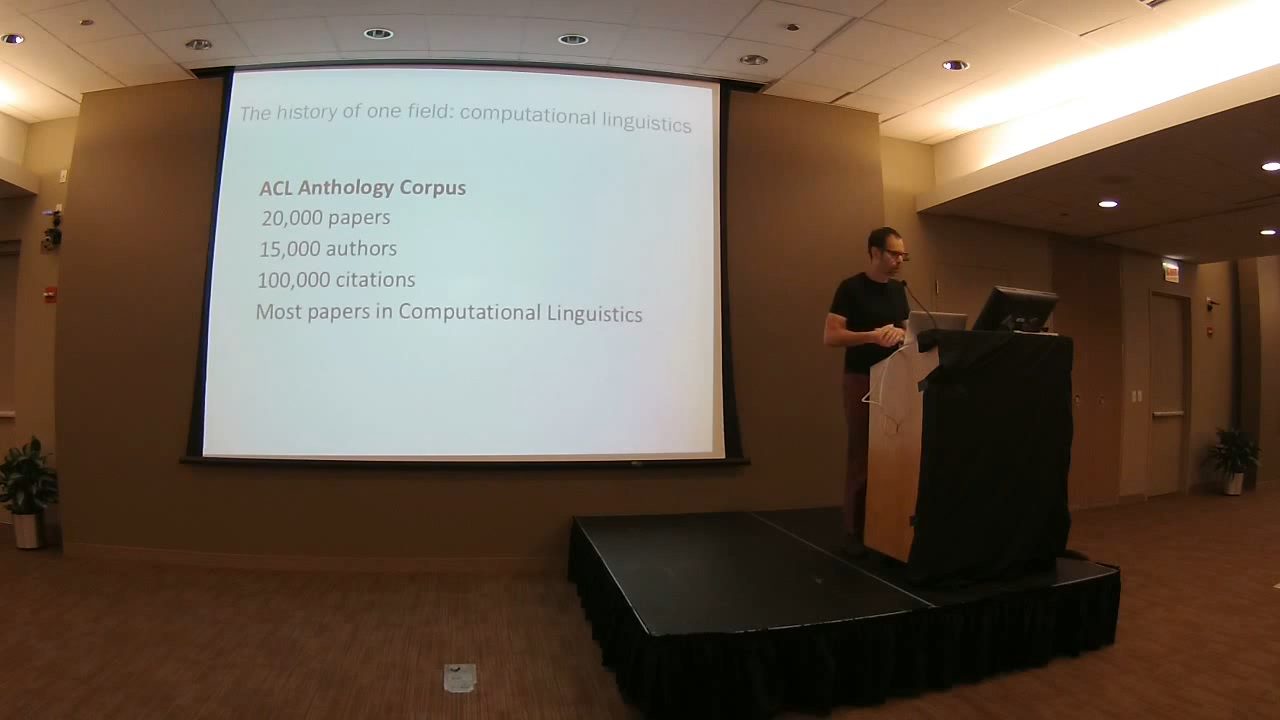 The history of one field: computational linguistics
ACL Anthology Corpus
20,000 papers
15,000 authors
100,000 citations
Most papers in Computational Linguistics